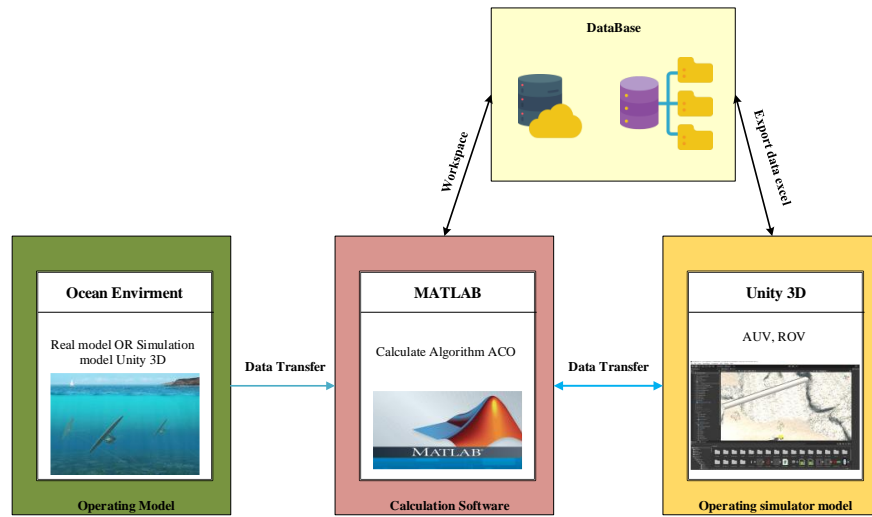 DataBase
Workspace
Export data excel
Ocean Envirment
Real model OR Simulation
model Unity 3D
Operating Model
Data Transfer
MATLAB
Calculate Algorithm ACO
MATLAB
Calculation Software
Data Transfer
Unity 3D
AUV, ROV
Operating simulator model